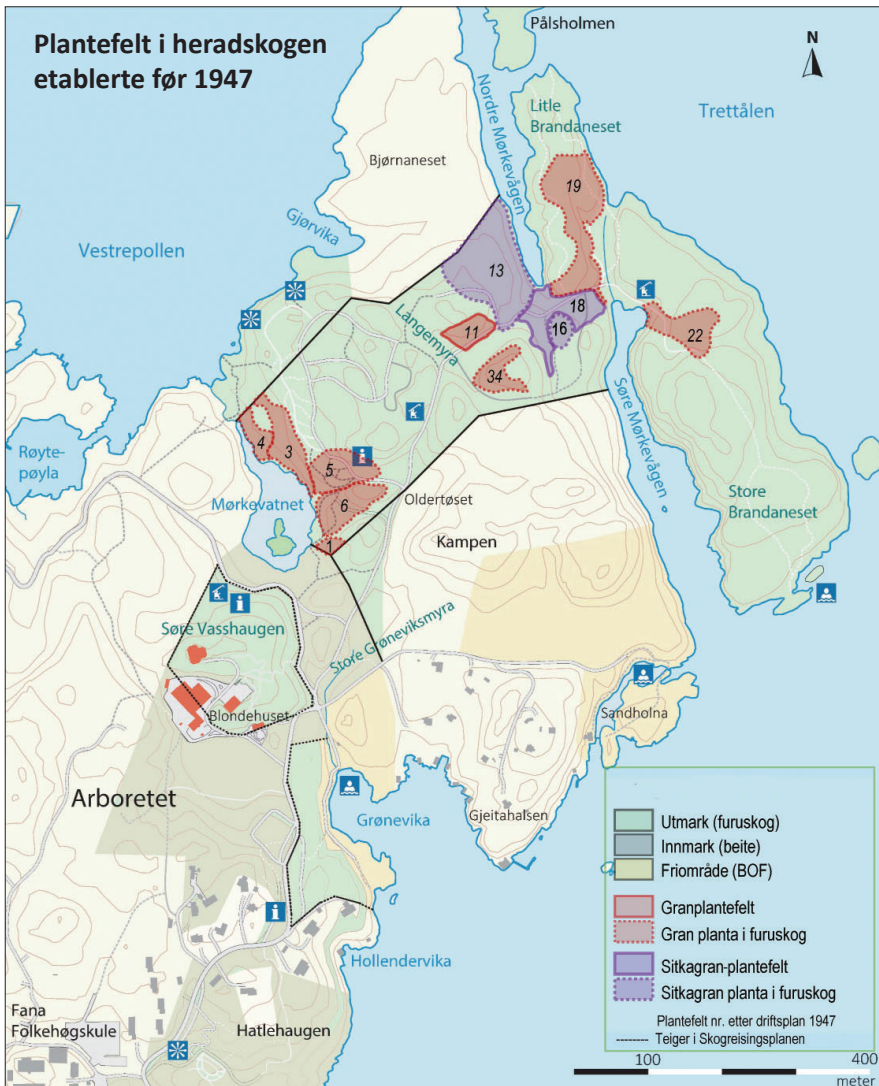 Plantefelt i heradskogen
etablerte før 1947
Pålsholmen
N
Nordre Mørkevågen
Litle
Brandaneset
Trettålen
Bjørnaneset
Gjørvika
Vestrepollen
19
13
18
16
22
Langemyra
11
34
Søre Mørkevågen
4
3
5
i
6
1
Røyte-
pøyla
Mørkevatnet
Oldertøset
Kampen
Store
Brandaneset
i
Søre Vasshaugen
Store Grøneviksmyra
Blondehuset
Sandholna
Arboretet
Grønevika
Gjeitahalsen
i
Hollendervika
Fana
Folkehøgskule
Hatlehaugen
Utmark (furuskog)
Innmark (beite)
Friområde (BOF)
Granplantefelt
Gran planta i furuskog
Sitkagran-plantefelt
Sitkagran planta i furuskog
Plantefelt nr. etter driftsplan 1947
Teiger i Skogreisingsplanen
100 400
meter